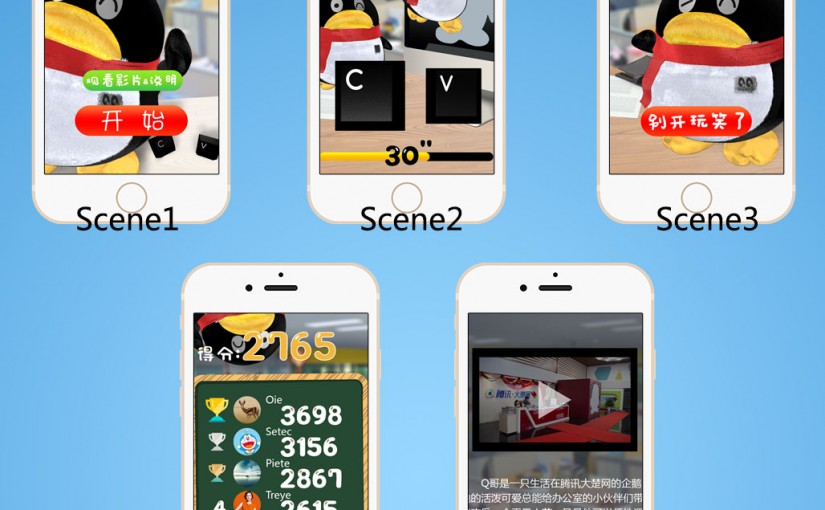 观看影片&说明
开 始
C
V
Scene1
C
V
30"
Scene2
别开玩笑了
Scene3
得分:2765
Oie
3698
Setec
3156
Piete
2867
4
Treye
2615
腾讯·大楚网
Q哥是一只生活在腾讯大楚网的企鹅
的活泼可爱总能给办公室的小伙伴们带